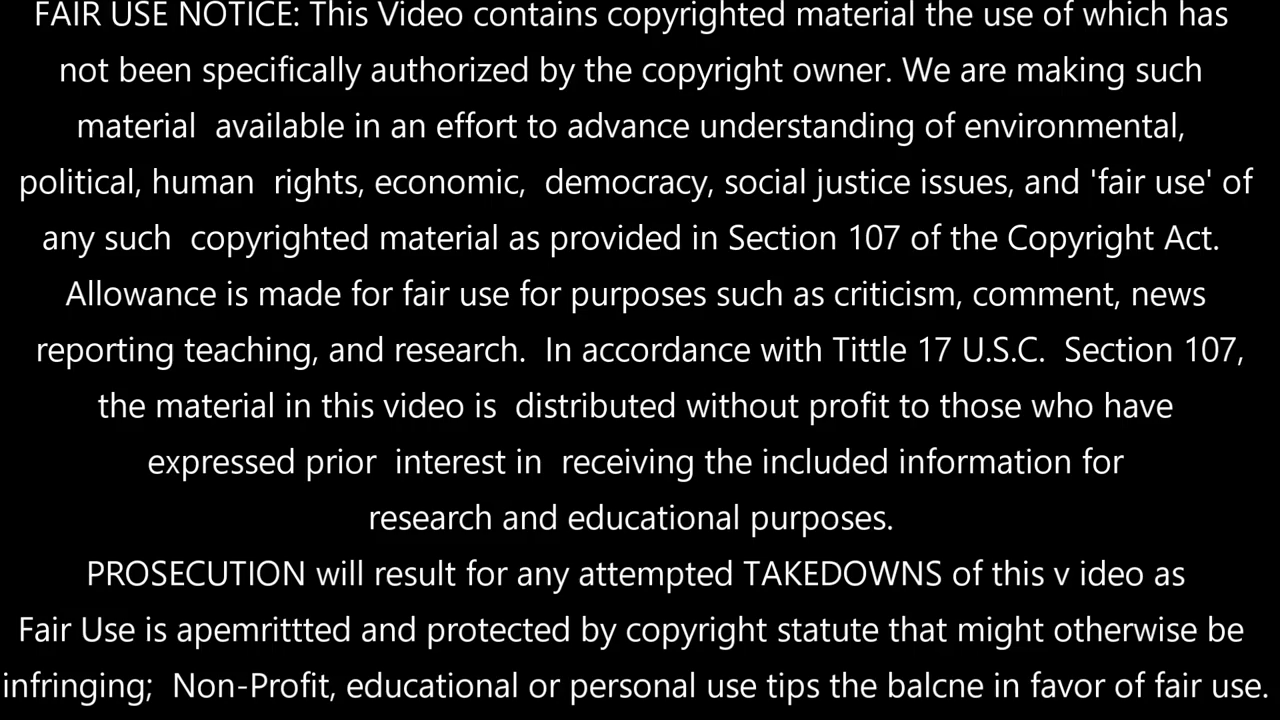 FAIR USE NOTICE: This Video contains copyrighted material the use of which has
not been specifically authorized by the copyright owner. We are making such
material  available in an effort to advance understanding of environmental,
political, human  rights, economic,  democracy, social justice issues, and 'fair use' of
any such  copyrighted material as provided in Section 107 of the Copyright Act.
Allowance is made for fair use for purposes such as criticism, comment, news
reporting teaching, and research.  In accordance with Tittle 17 U.S.C.  Section 107,
the material in this video is  distributed without profit to those who have
expressed prior  interest in  receiving the included information for
research and educational purposes.
PROSECUTION will result for any attempted TAKEDOWNS of this v ideo as
Fair Use is apemrittted and protected by copyright statute that might otherwise be
infringing;  Non-Profit, educational or personal use tips the balcne in favor of fair use.